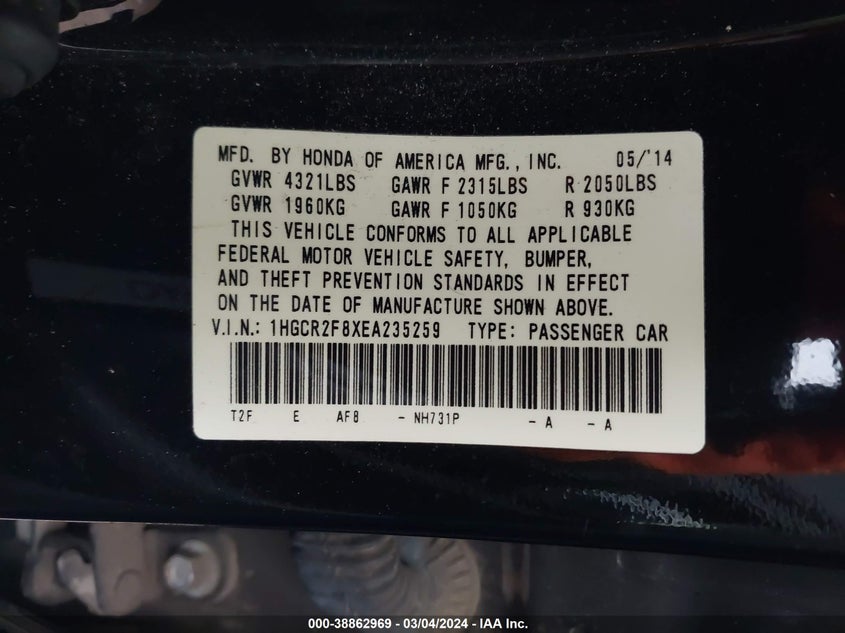 MFD. BY HONDA OF AMERICA MFG., INC. 05/'14
GVWR 4321LBS GAWR F 2315LBS R 2050LBS
GVWR 1960KG GAWR F 1050KG R 930KG
THIS VEHICLE CONFORMS TO ALL APPLICABLE
FEDERAL MOTOR VEHICLE SAFETY, BUMPER,
AND THEFT PREVENTION STANDARDS IN EFFECT
ON THE DATE OF MANUFACTURE SHOWN ABOVE.
V.I.N.: 1HGCR2F8XEA235259 TYPE: PASSENGER CAR
T2F E AF8 - NH731P - A - A
000-38862969 - 03/04/2024 - IAA Inc.